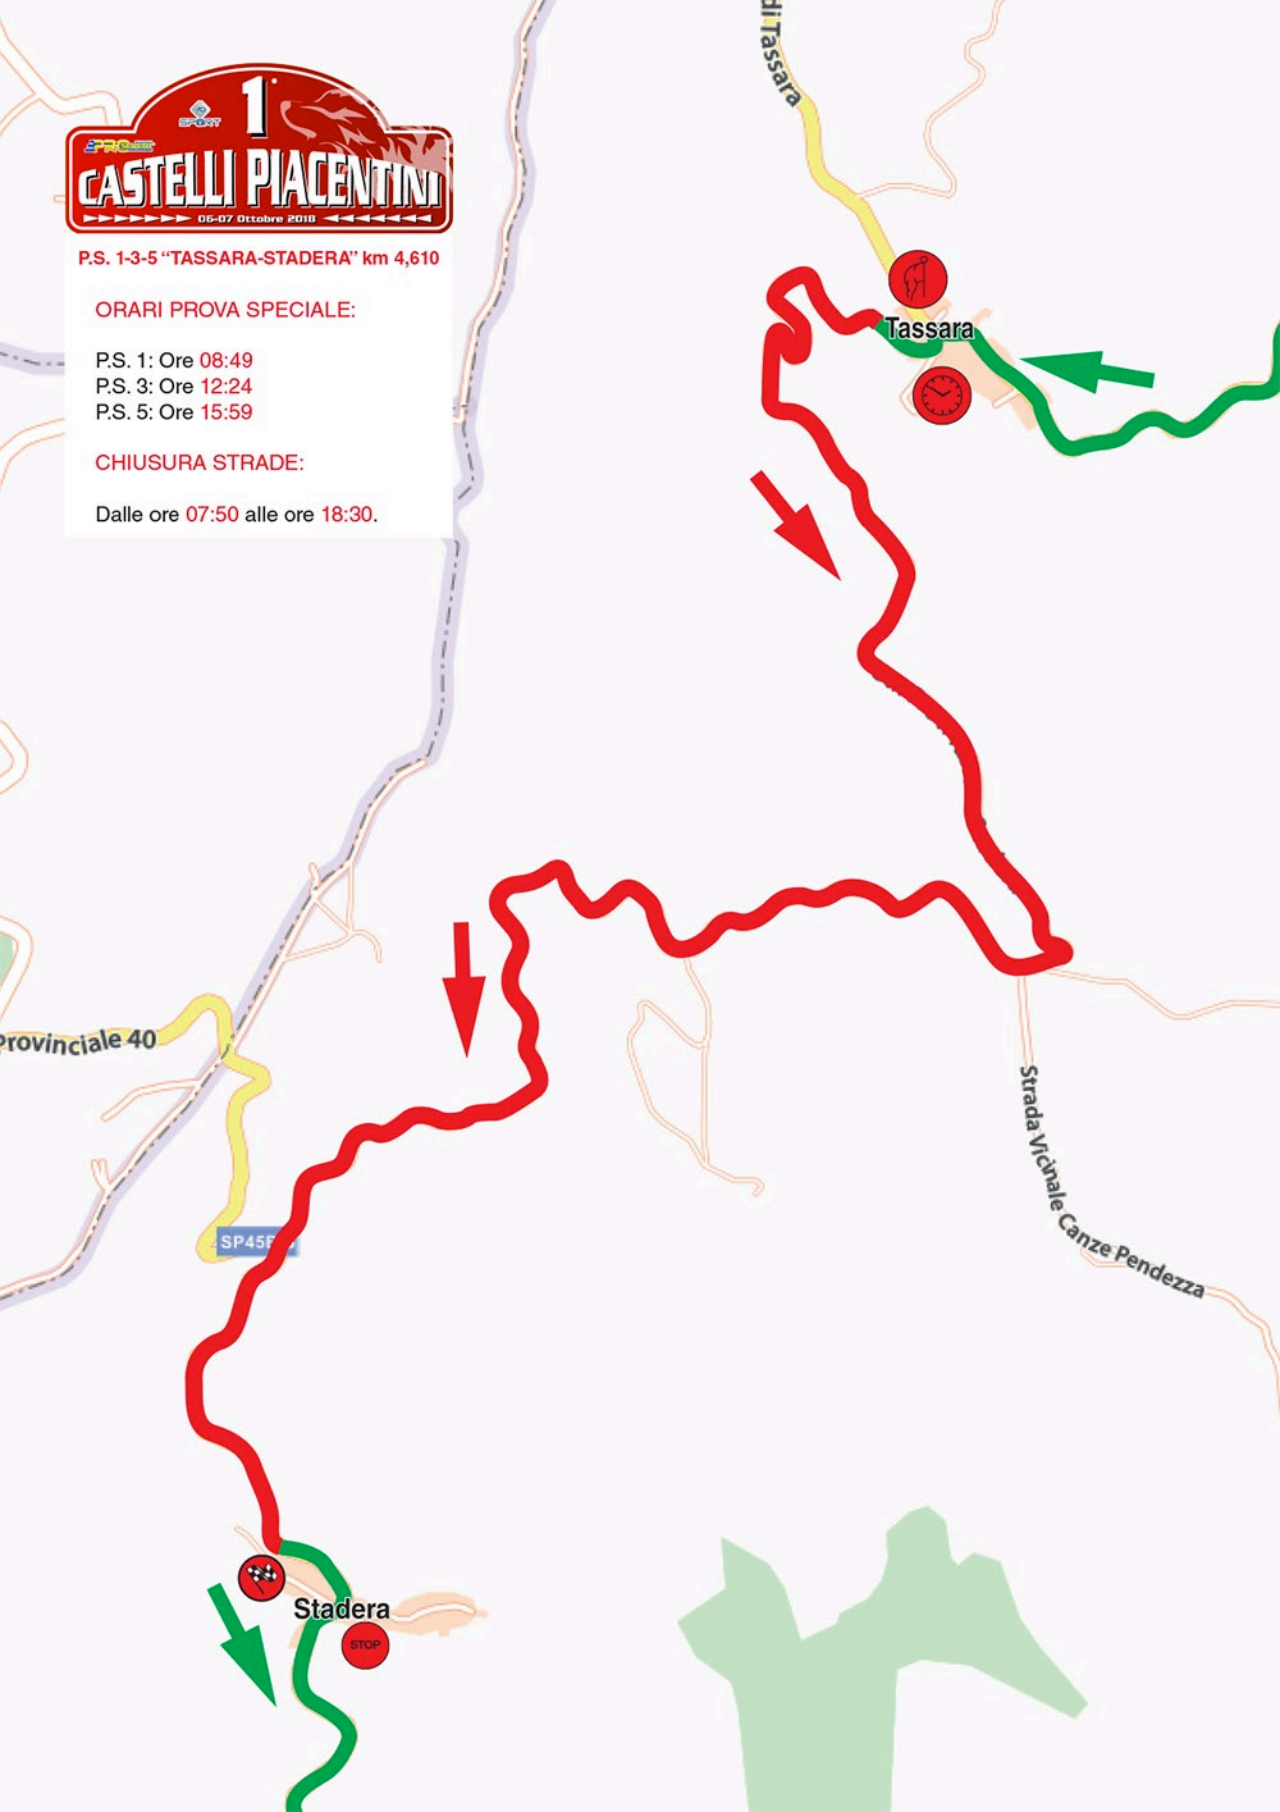 di Tassara
1°
SPORT
CASTELLI PIACENTINI
06-07 Ottobre 2018
P.S. 1-3-5 “TASSARA-STADERA” km 4,610
ORARI PROVA SPECIALE:
P.S. 1: Ore 08:49
P.S. 3: Ore 12:24
P.S. 5: Ore 15:59
CHIUSURA STRADE:
Dalle ore 07:50 alle ore 18:30.
Tassara
Provinciale 40
Strada Vicinale Canze Pendezza
Stadera
STOP